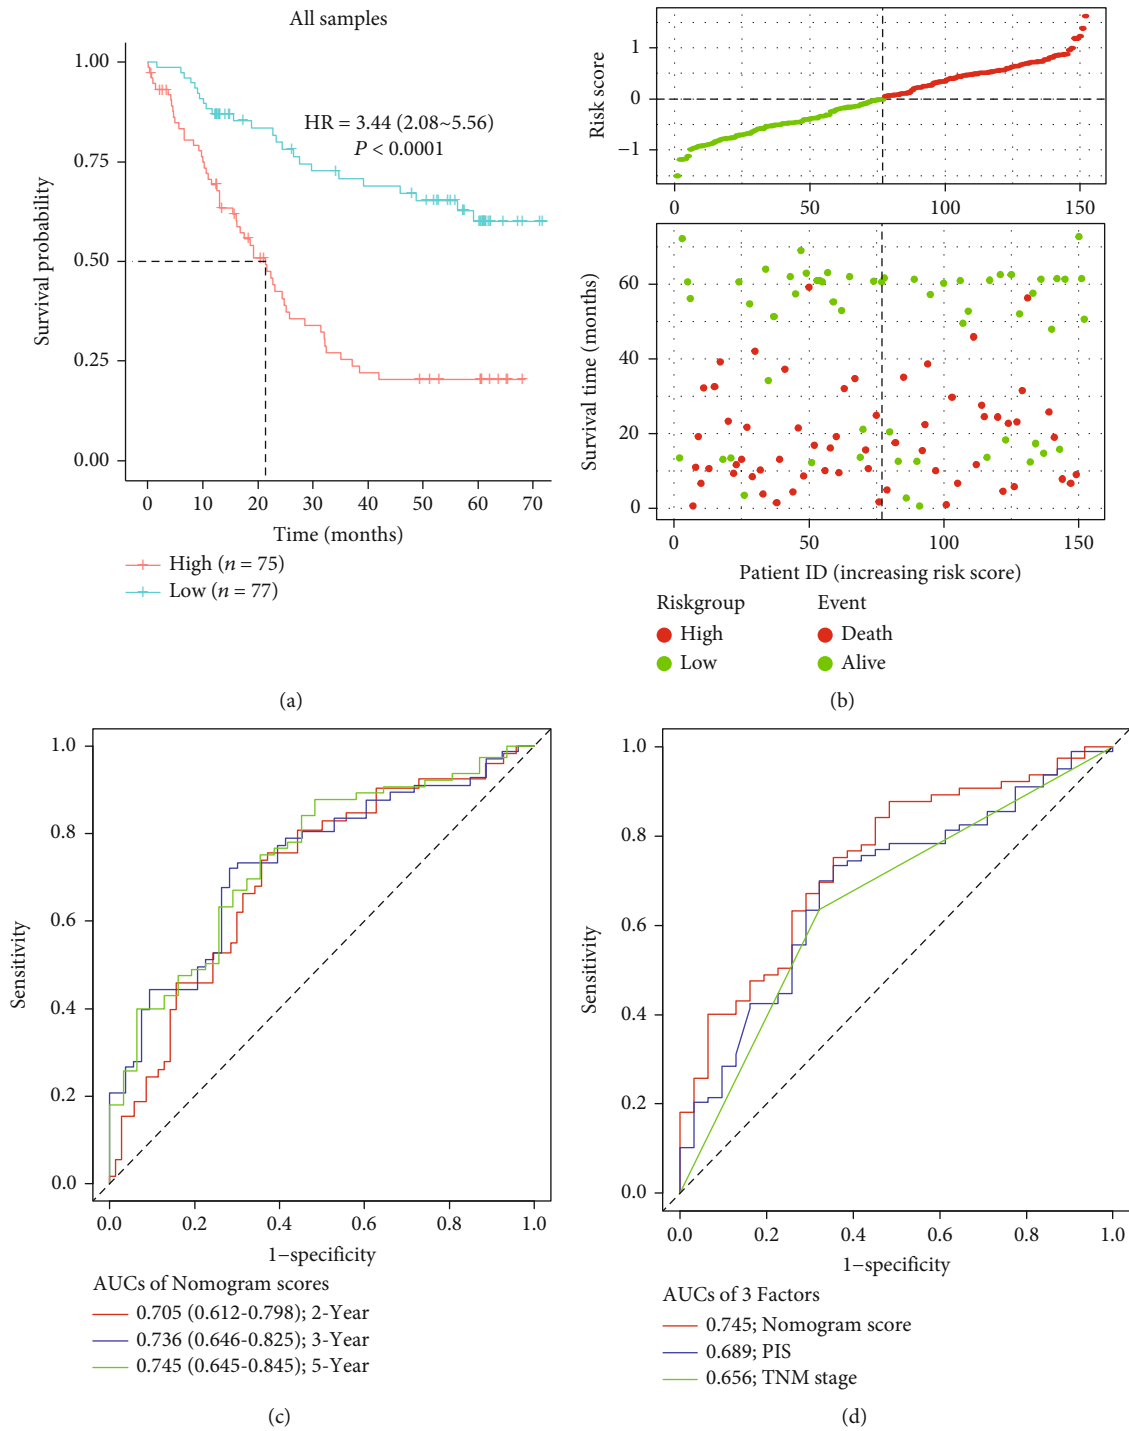 All samples
1.00
0.75
0.50
0.25
0.00
Survival probability
HR = 3.44 (2.08~5.56)
P < 0.0001
0 10 20 30 40 50 60 70
Time (months)
High (n = 75)
Low (n = 77)
(a)
Risk score
1
0
−1
0 50 100 150
Survival time (months)
60
40
20
0
0 50 100 150
Patient ID (increasing risk score)
Riskgroup Event
High Death
Low Alive
(b)
1.0
0.8
0.6
0.4
0.2
0.0
Sensitivity
0.0 0.2 0.4 0.6 0.8 1.0
1−specificity
AUCs of Nomogram scores
0.705 (0.612-0.798); 2-Year
0.736 (0.646-0.825); 3-Year
0.745 (0.645-0.845); 5-Year
(c)
1.0
0.8
0.6
0.4
0.2
0.0
Sensitivity
0.0 0.2 0.4 0.6 0.8 1.0
1−specificity
AUCs of 3 Factors
0.745; Nomogram score
0.689; PIS
0.656; TNM stage
(d)